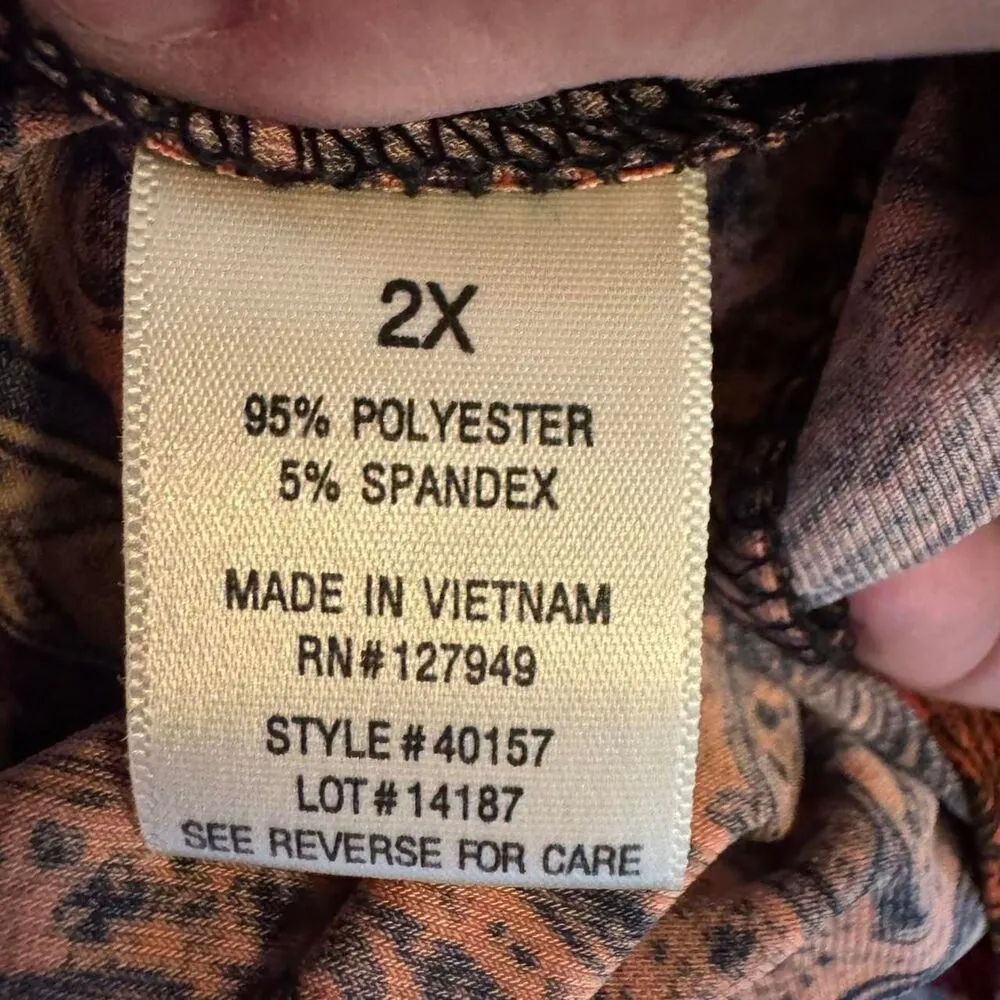 2X
95% POLYESTER
5% SPANDEX
MADE IN VIETNAM
RN#127949
STYLE#40157
LOT#14187
SEE REVERSE FOR CARE